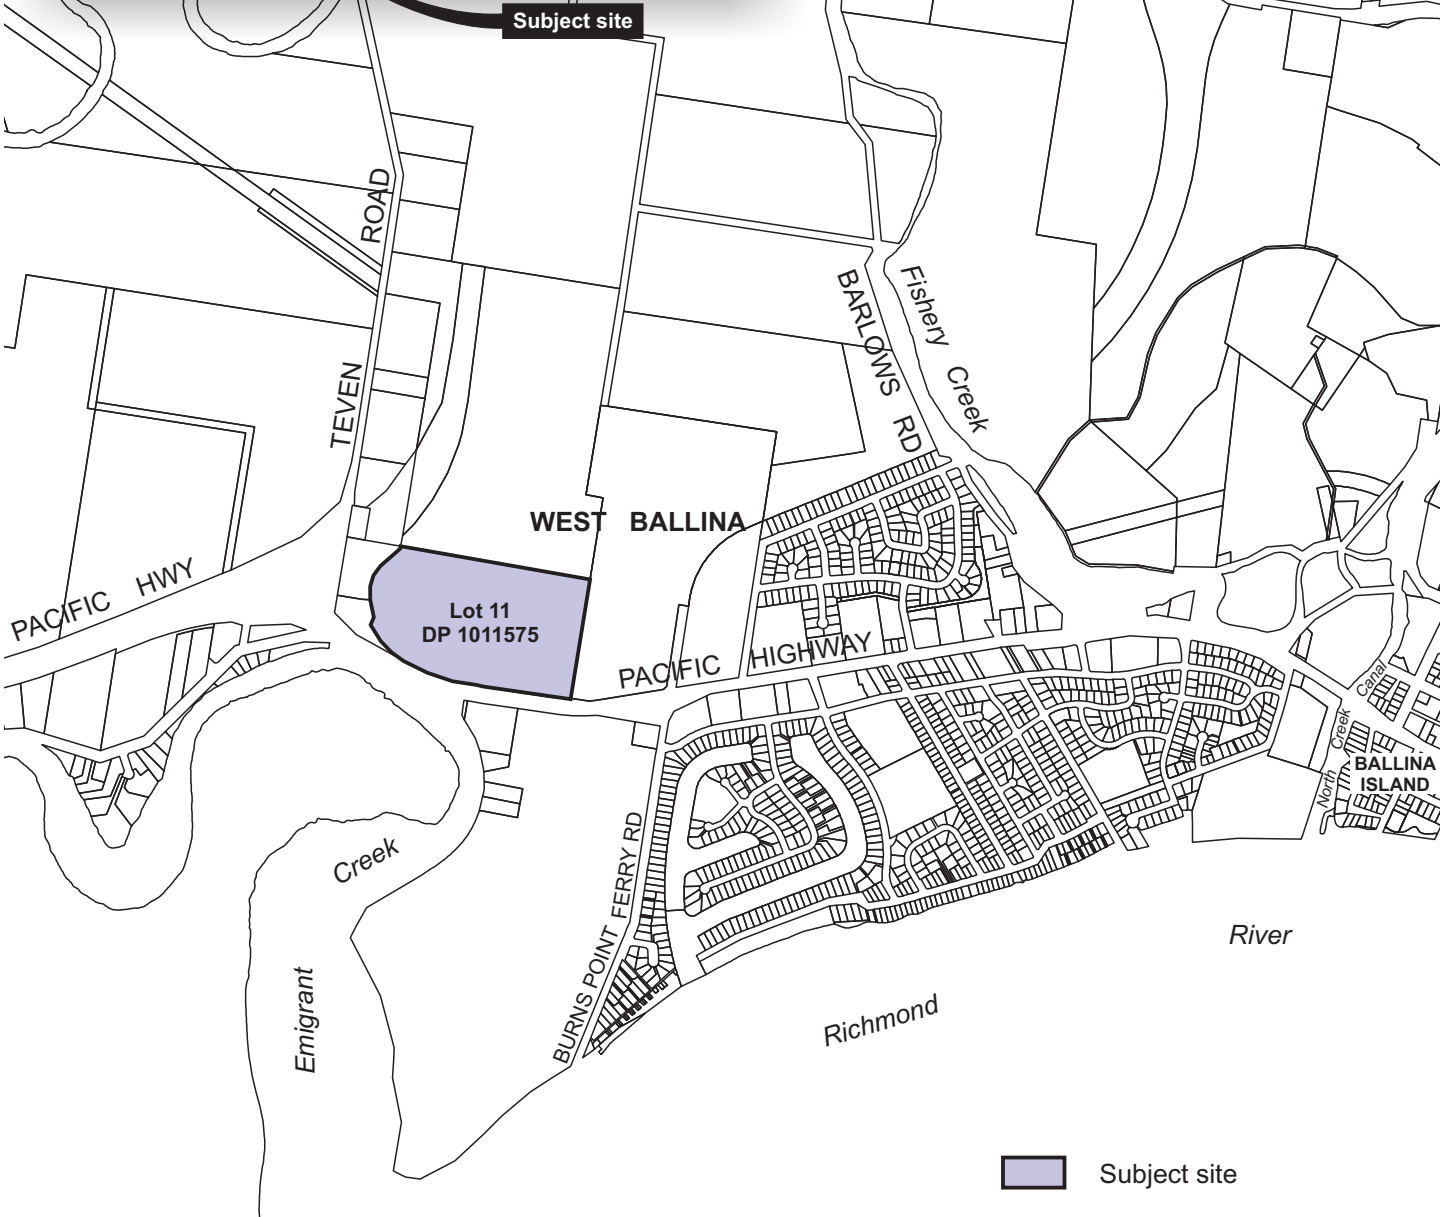 Subject site
ROAD
TEVEN
BARLOWS RD
Fishery Creek
WEST BALLINA
PACIFIC HWY
Lot 11
DP 1011575
PACIFIC HIGHWAY
North Creek Canal
BALLINA
ISLAND
BURNS POINT FERRY RD
Emigrant Creek
Richmond River
Subject site